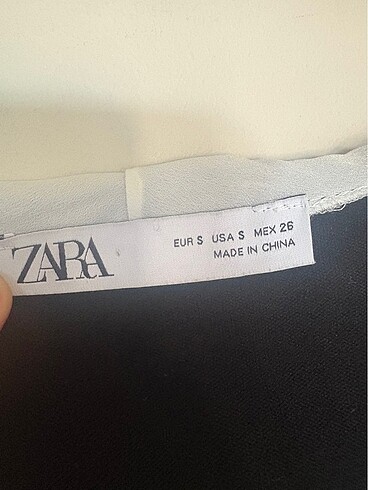 ZARA
EUR S USA S MEX 26
MADE IN CHINA